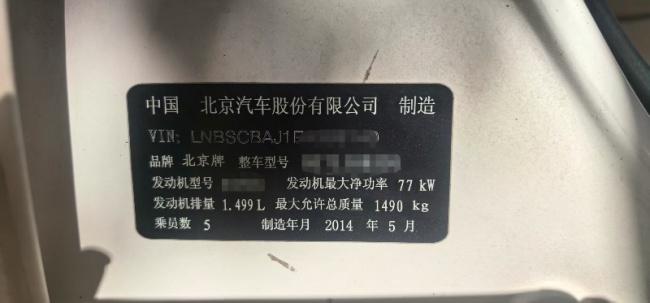 中国 北京汽车股份有限公司 制造
VIN: LNBSCBAJ1
品牌 北京牌 整车型号
发动机型号 发动机最大净功率 77 kW
发动机排量 1.499 L 最大允许总质量 1490 kg
乘员数 5 制造年月 2014 年 5 月